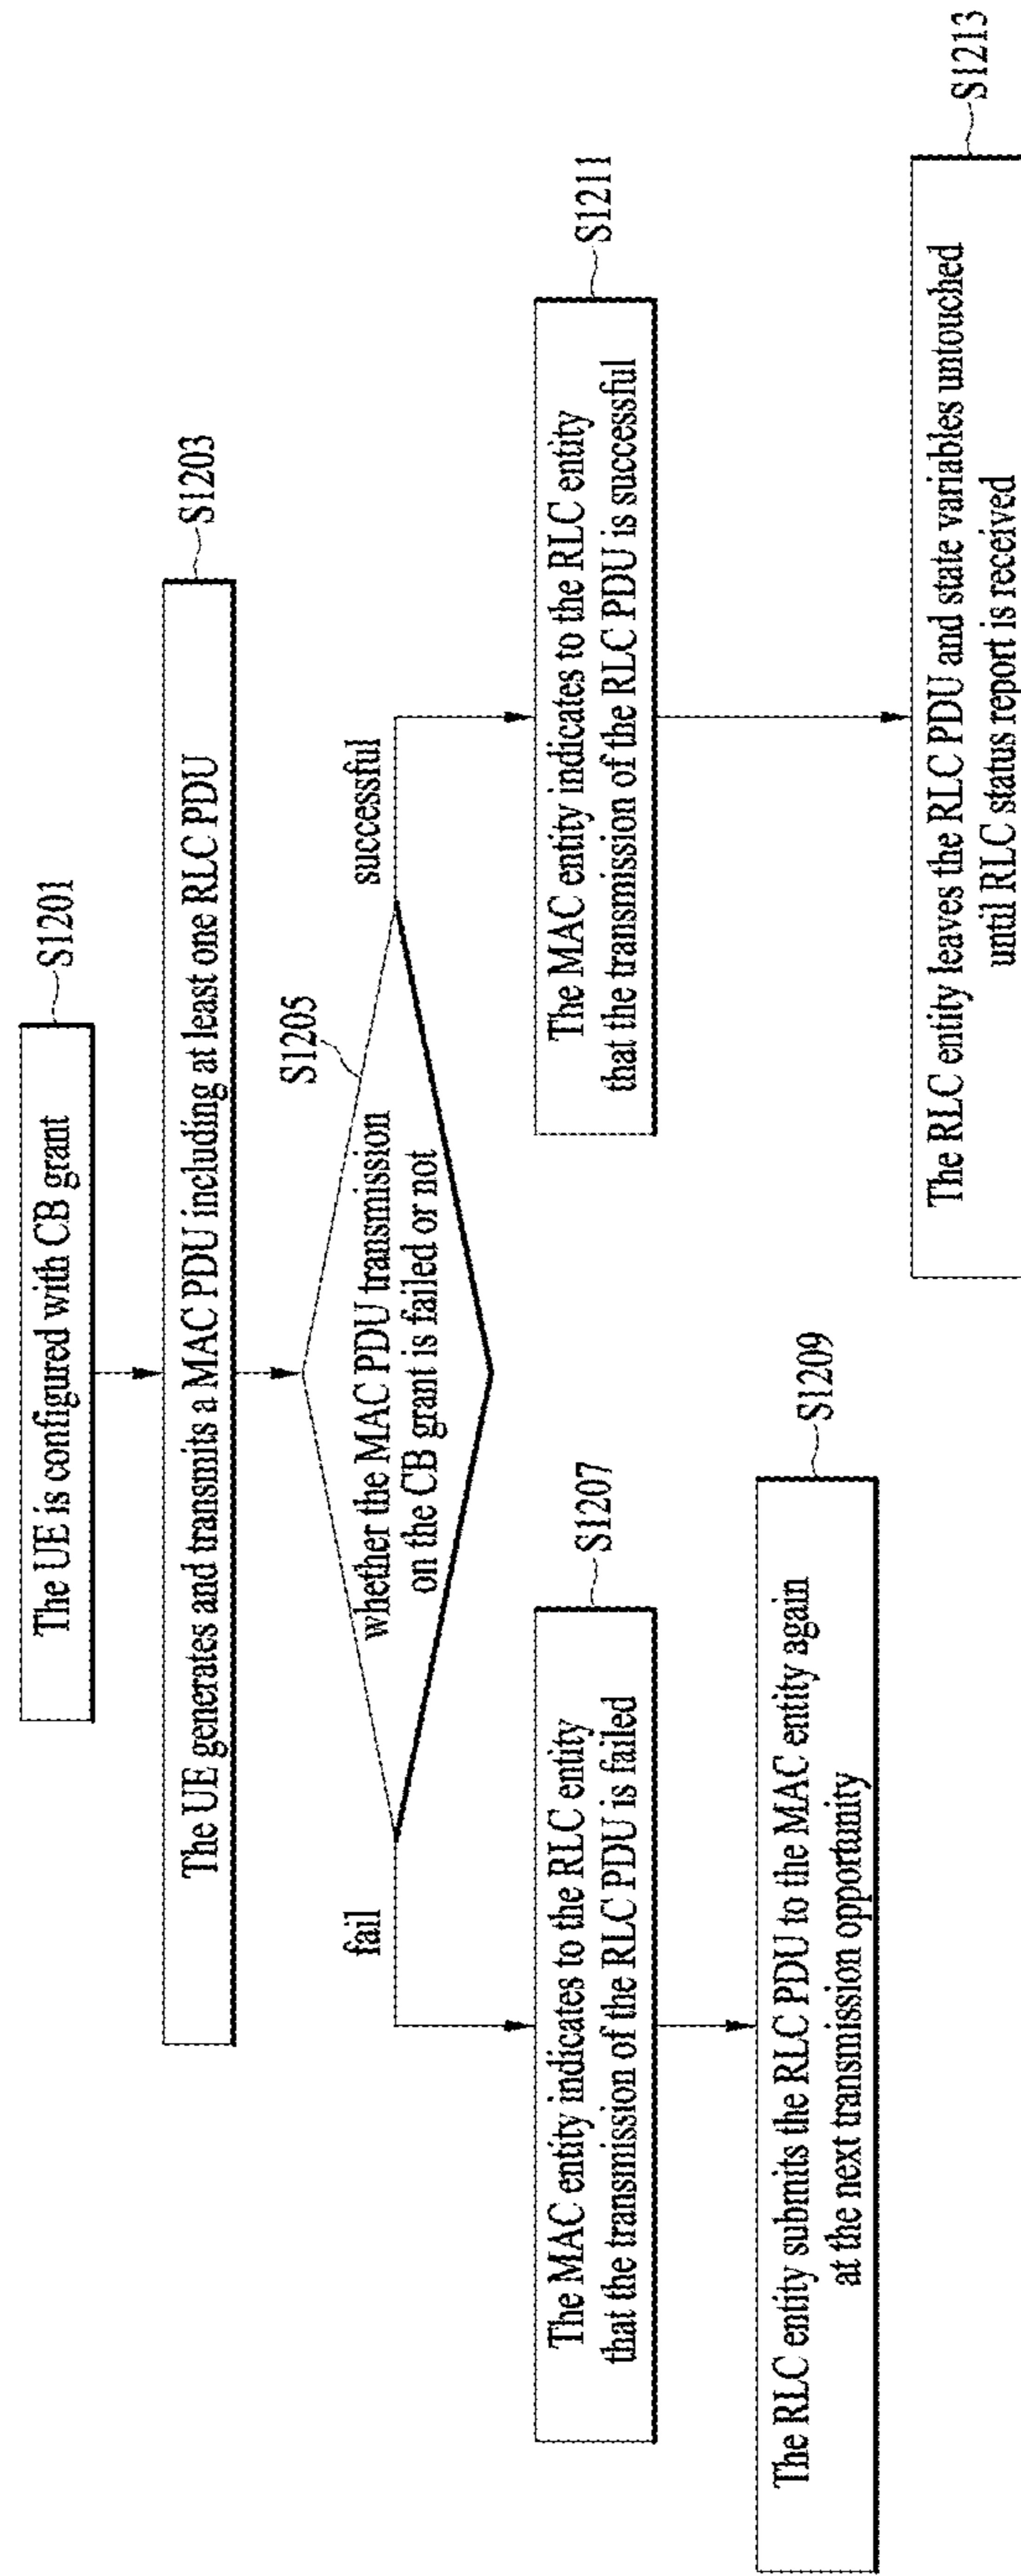 The UE is configured with CB grant
S1201
The UE generates and transmits a MAC PDU including at least one RLC PDU
S1203
S1205
whether the MAC PDU transmission
on the CB grant is failed or not
fail
successful
The MAC entity indicates to the RLC entity
that the transmission of the RLC PDU is failed
S1207
The MAC entity indicates to the RLC entity
that the transmission of the RLC PDU is successful
S1211
The RLC entity submits the RLC PDU to the MAC entity again
at the next transmission opportunity
S1209
The RLC entity leaves the RLC PDU and state variables untouched
until RLC status report is received
S1213